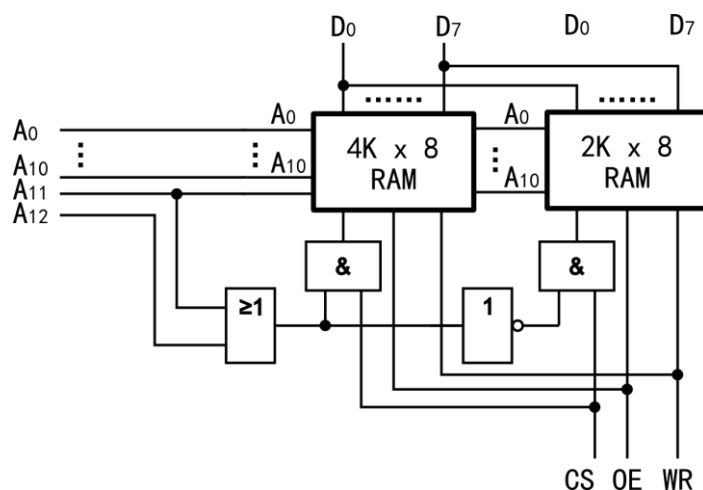 D0 D7 D0 D7
A0 A0 4K x 8 RAM A0 2K x 8 RAM
A10 A10 A10
A11
A12
& &
≥1 1
CS OE WR